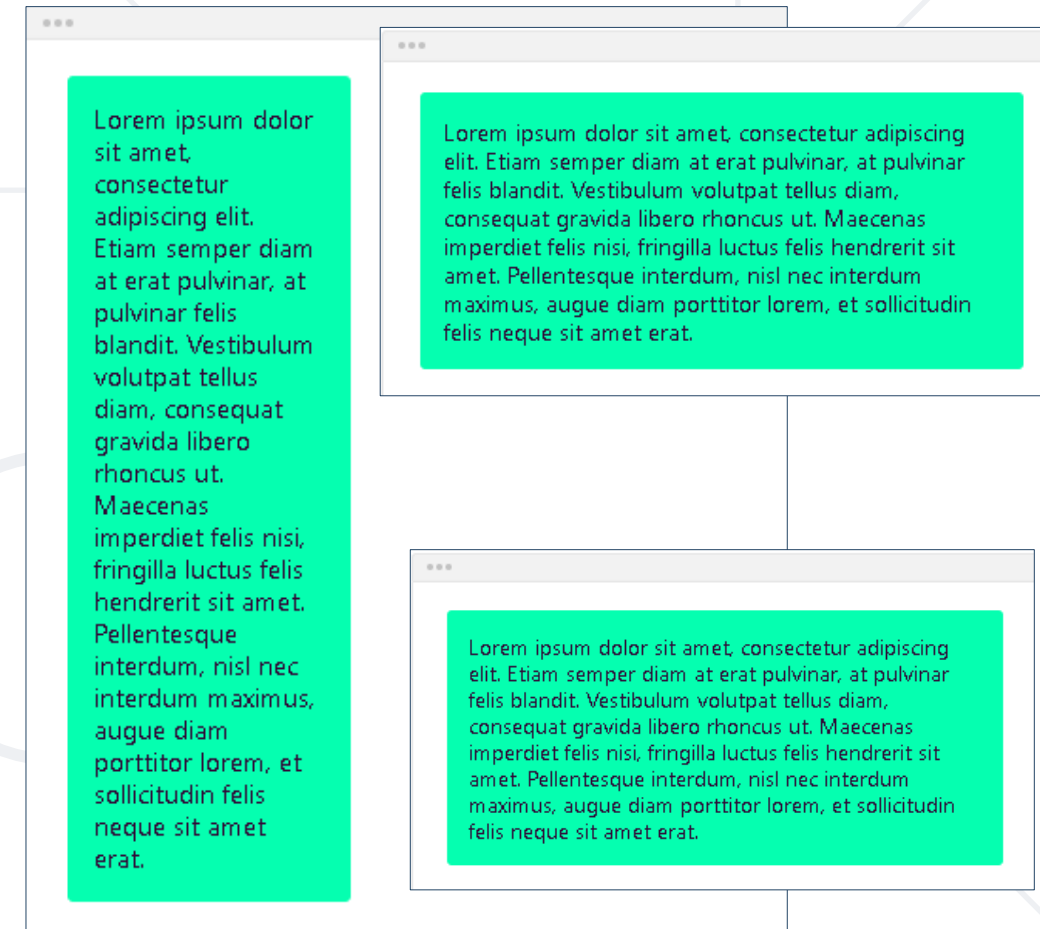 Lorem ipsum dolor
sit amet,
consectetur
adipiscing elit.
Etiam semper diam
at erat pulvinar, at
pulvinar felis
blandit. Vestibulum
volutpat tellus
diam, consequat
gravida libero
rhoncus ut.
Maecenas
imperdiet felis nisi,
fringilla luctus felis
hendrerit sit amet.
Pellentesque
interdum, nisl nec
interdum maximus,
augue diam
porttitor lorem, et
sollicitudin felis
neque sit amet
erat.
Lorem ipsum dolor sit amet, consectetur adipiscing
elit. Etiam semper diam at erat pulvinar, at pulvinar
felis blandit. Vestibulum volutpat tellus diam,
consequat gravida libero rhoncus ut. Maecenas
imperdiet felis nisi, fringilla luctus felis hendrerit sit
amet. Pellentesque interdum, nisl nec interdum
maximus, augue diam porttitor lorem, et sollicitudin
felis neque sit amet erat.
Lorem ipsum dolor sit amet, consectetur adipiscing
elit. Etiam semper diam at erat pulvinar, at pulvinar
felis blandit. Vestibulum volutpat tellus diam,
consequat gravida libero rhoncus ut. Maecenas
imperdiet felis nisi, fringilla luctus felis hendrerit sit
amet. Pellentesque interdum, nisl nec interdum
maximus, augue diam porttitor lorem, et sollicitudin
felis neque sit amet erat.